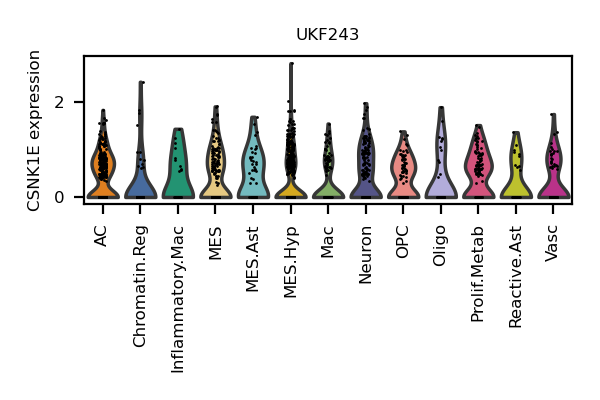 UKF243
CSNK1E expression
2
0
AC
Chromatin.Reg
Inflammatory.Mac
MES
MES.Ast
MES.Hyp
Mac
Neuron
OPC
Oligo
Prolif.Metab
Reactive.Ast
Vasc